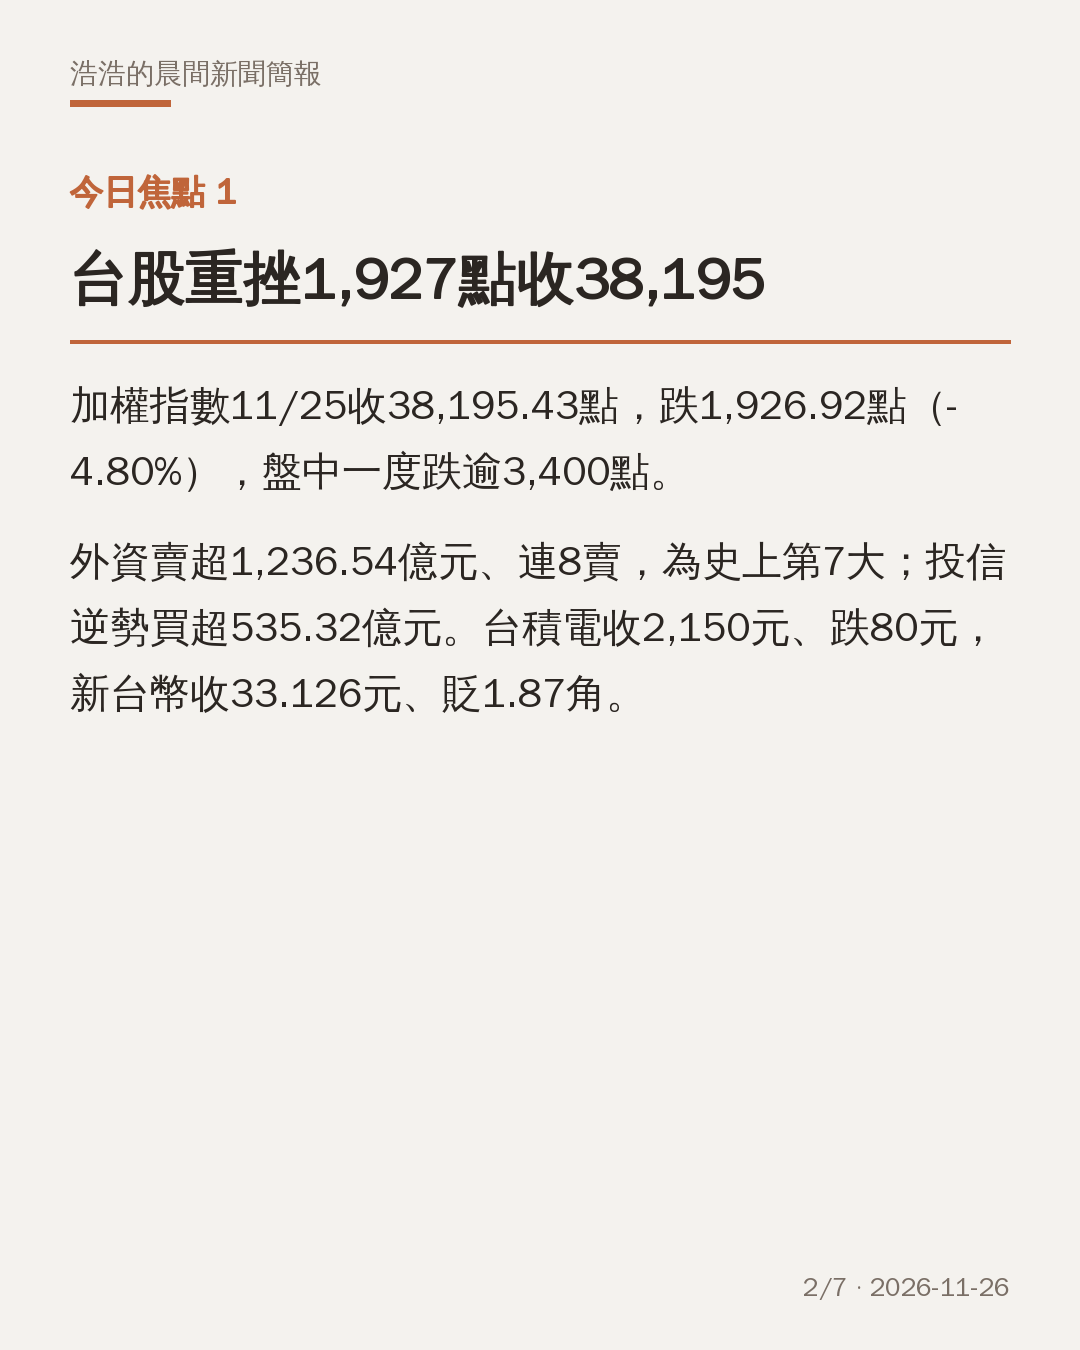 浩浩的晨間新聞簡報
今日焦點 1
台股重挫1,927點收38,195
加權指數11/25收38,195.43點，跌1,926.92點（-
4.80%），盤中一度跌逾3,400點。
外資賣超1,236.54億元、連8賣，為史上第7大；投信
逆勢買超535.32億元。台積電收2,150元、跌80元，
新台幣收33.126元、貶1.87角。
2/7 · 2026-11-26